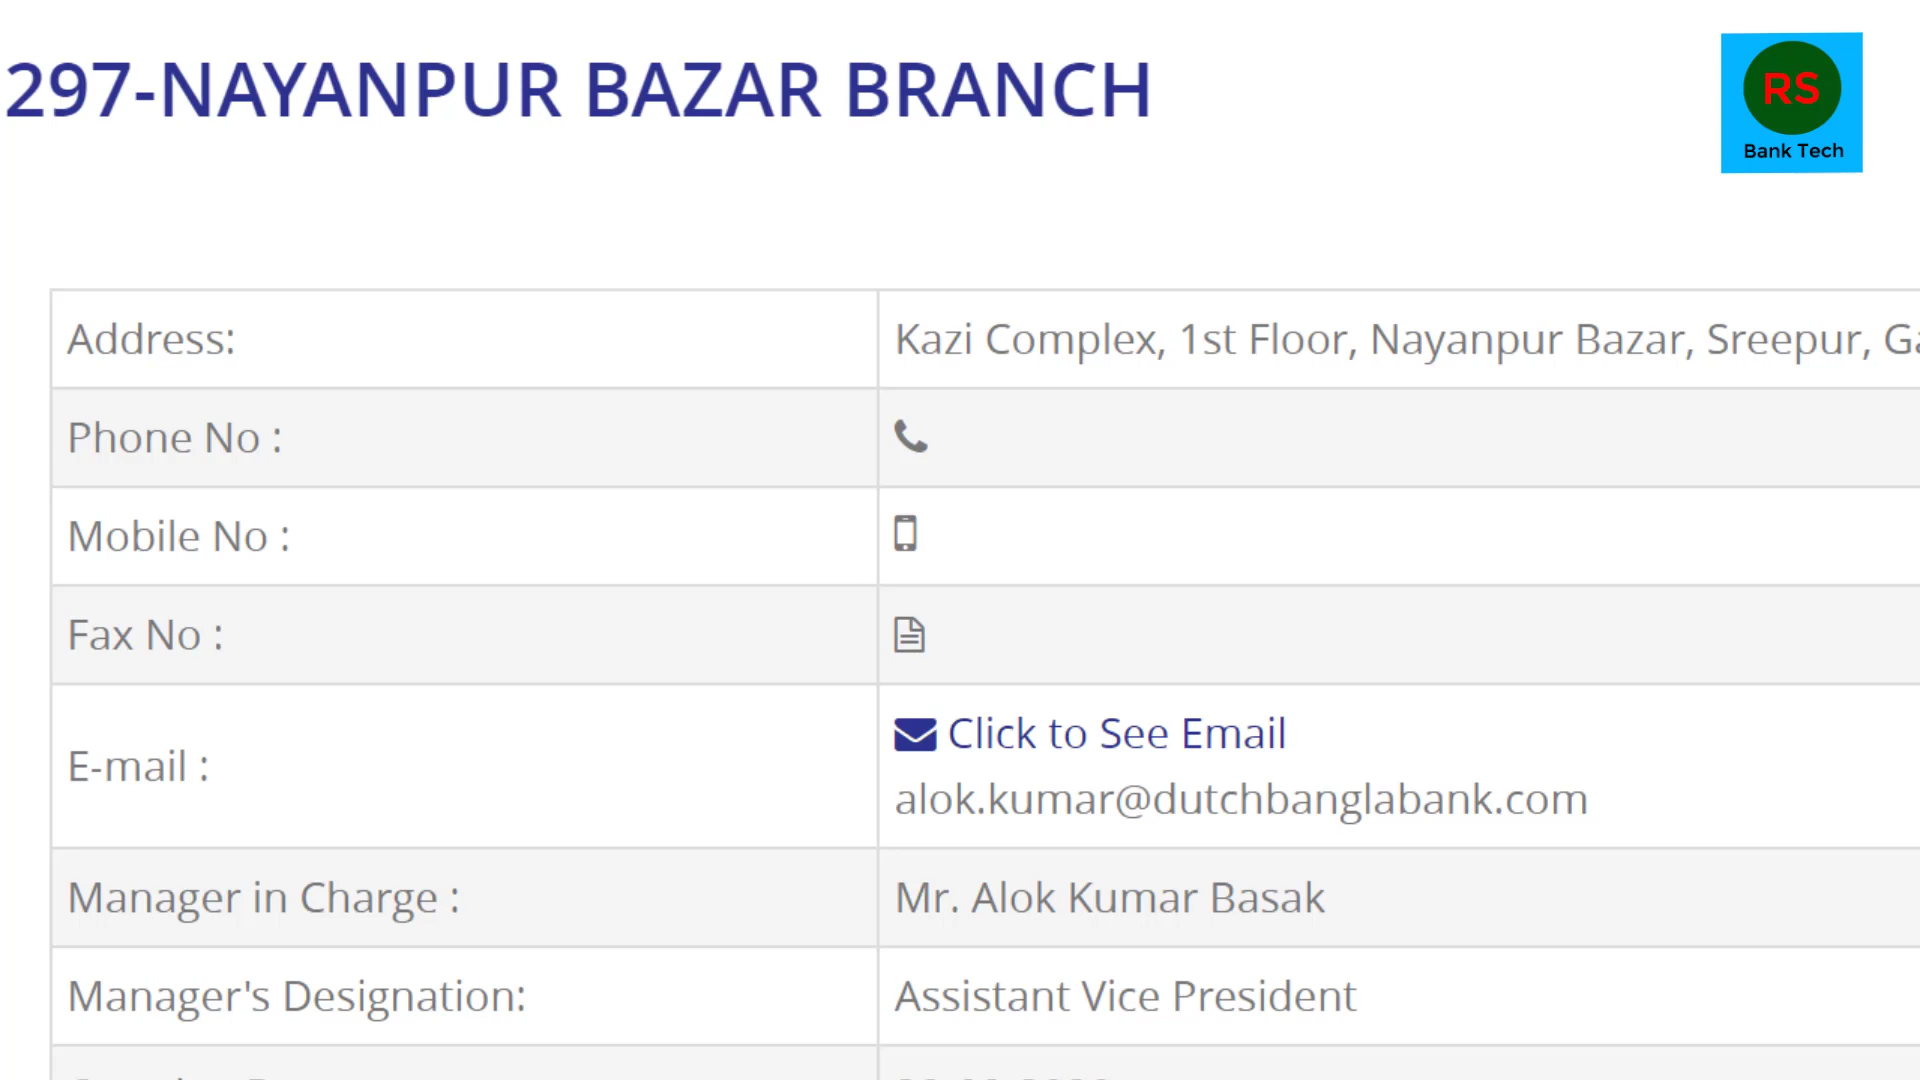 297-NAYANPUR BAZAR BRANCH
RS
Bank Tech
Address:
Kazi Complex, 1st Floor, Nayanpur Bazar, Sreepur,
Phone No :
Mobile No :
Fax No :
E-mail :
Click to See Email
alok.kumar@dutchbanglabank.com
Manager in Charge :
Mr. Alok Kumar Basak
Manager's Designation:
Assistant Vice President